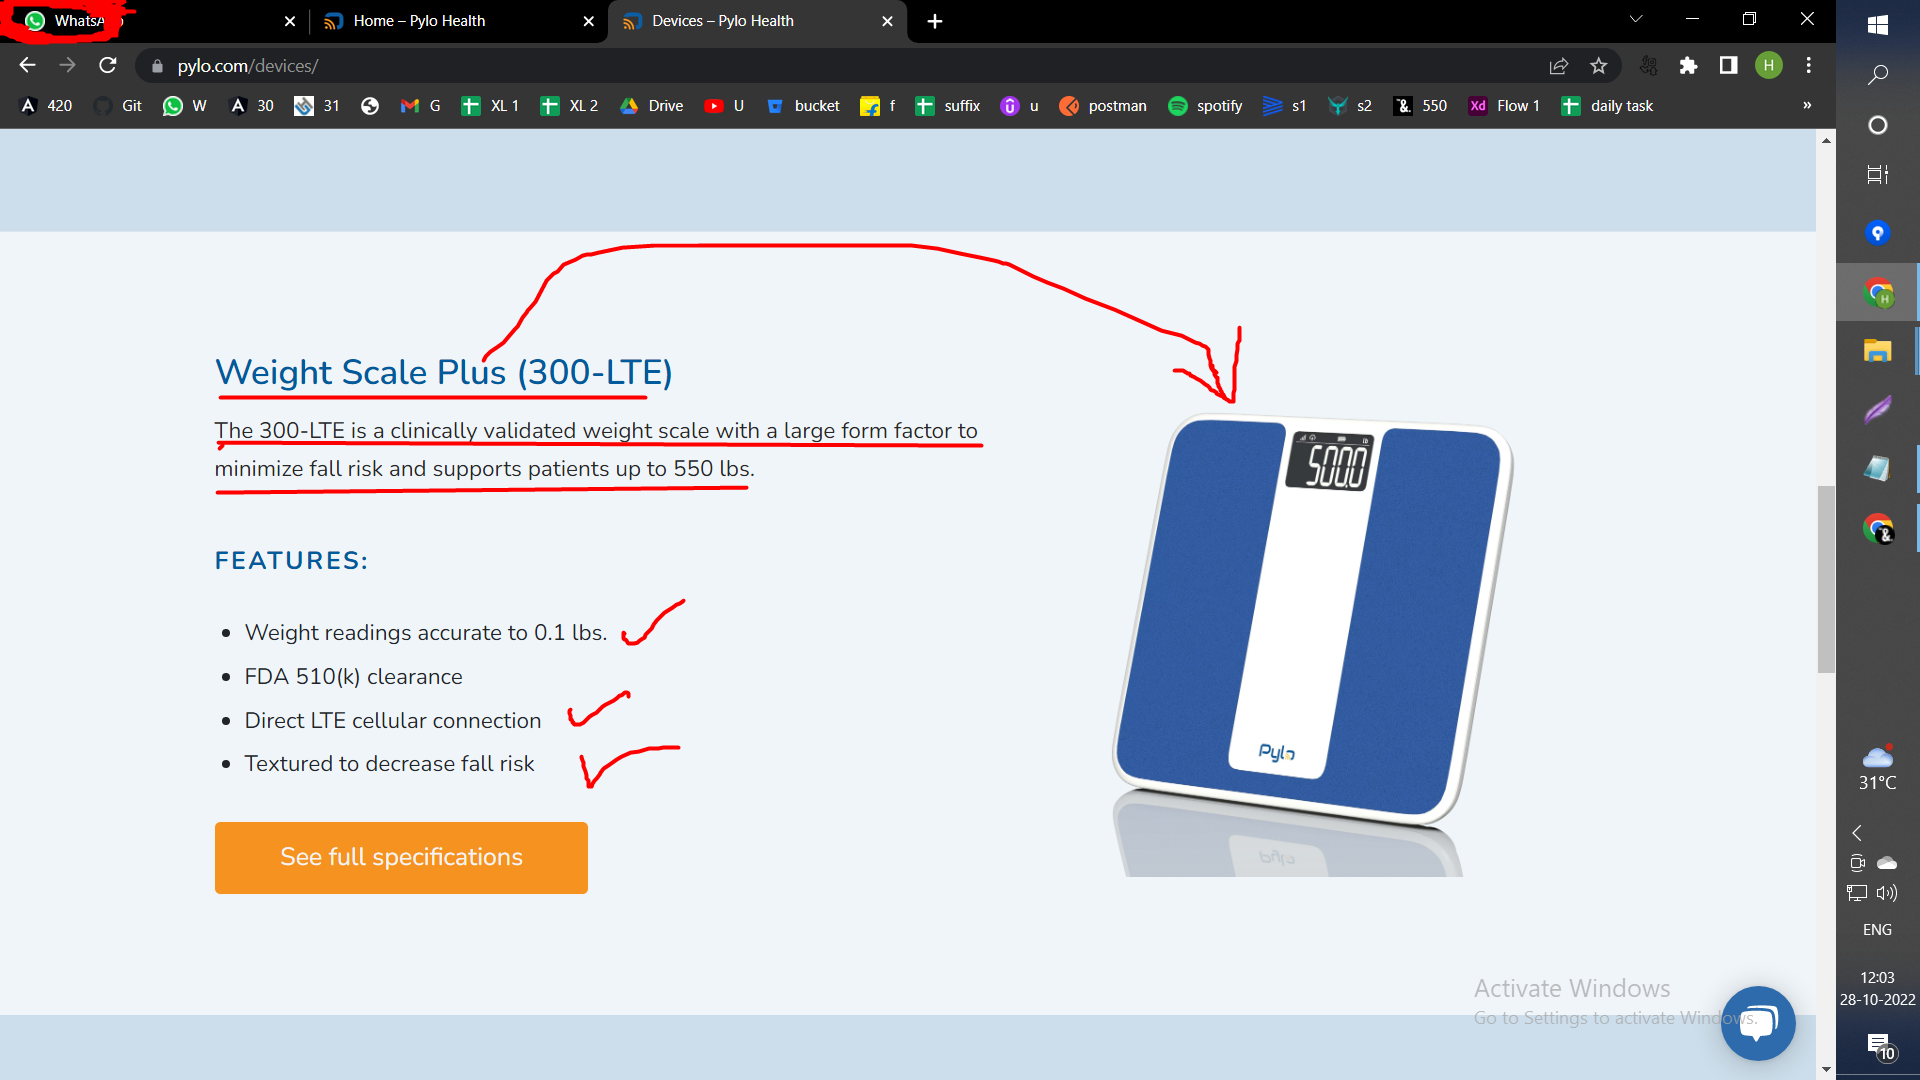 WhatsA
Home – Pylo Health
Devices – Pylo Health
pylo.com/devices/
H
420 Git W 30 31 G XL 1 XL 2 Drive U bucket f suffix u postman spotify s1 s2 550 Flow 1 daily task »
Weight Scale Plus (300-LTE)
The 300-LTE is a clinically validated weight scale with a large form factor to
minimize fall risk and supports patients up to 550 lbs.
FEATURES:
• Weight readings accurate to 0.1 lbs.
• FDA 510(k) clearance
• Direct LTE cellular connection
• Textured to decrease fall risk
See full specifications
500.0
Pylo
31°C
ENG
12:03
28-10-2022
10
Activate Windows
Go to Settings to activate Windows.